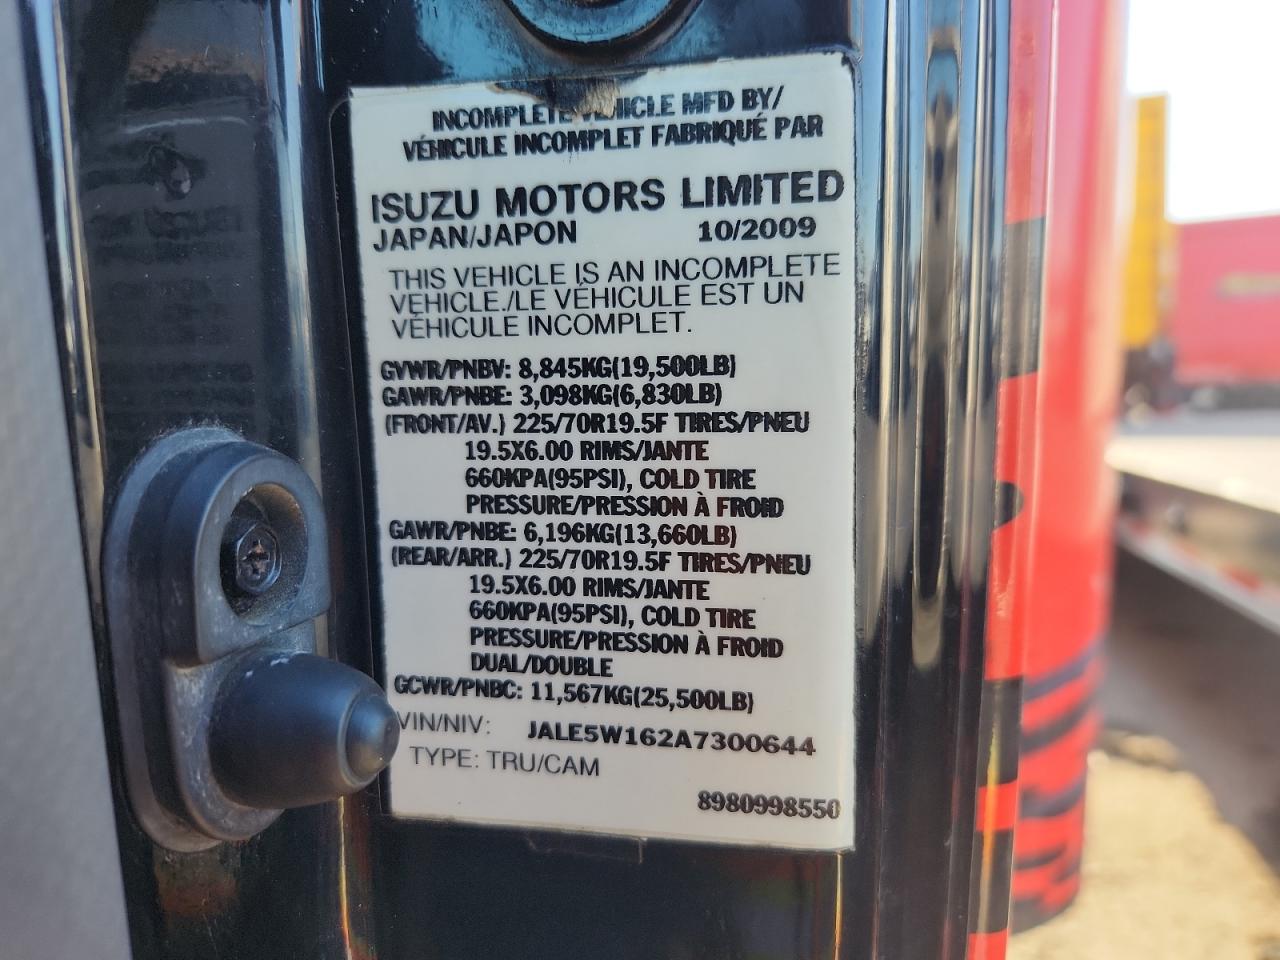 INCOMPLETE VEHICLE MFD BY/
VÉHICULE INCOMPLET FABRIQUÉ PAR
ISUZU MOTORS LIMITED
JAPAN/JAPON 10/2009
THIS VEHICLE IS AN INCOMPLETE
VEHICLE./LE VÉHICULE EST UN
VÉHICULE INCOMPLET.
GVWR/PNBV: 8,845KG(19,500LB)
GAWR/PNBE: 3,098KG(6,830LB)
(FRONT/AV.) 225/70R19.5F TIRES/PNEU
19.5X6.00 RIMS/JANTE
660KPA(95PSI), COLD TIRE
PRESSURE/PRESSION À FROID
GAWR/PNBE: 6,196KG(13,660LB)
(REAR/ARR.) 225/70R19.5F TIRES/PNEU
19.5X6.00 RIMS/JANTE
660KPA(95PSI), COLD TIRE
PRESSURE/PRESSION À FROID
DUAL/DOUBLE
GCWR/PNBC: 11,567KG(25,500LB)
VIN/NIV: JALE5W162A7300644
TYPE: TRU/CAM
8980998550